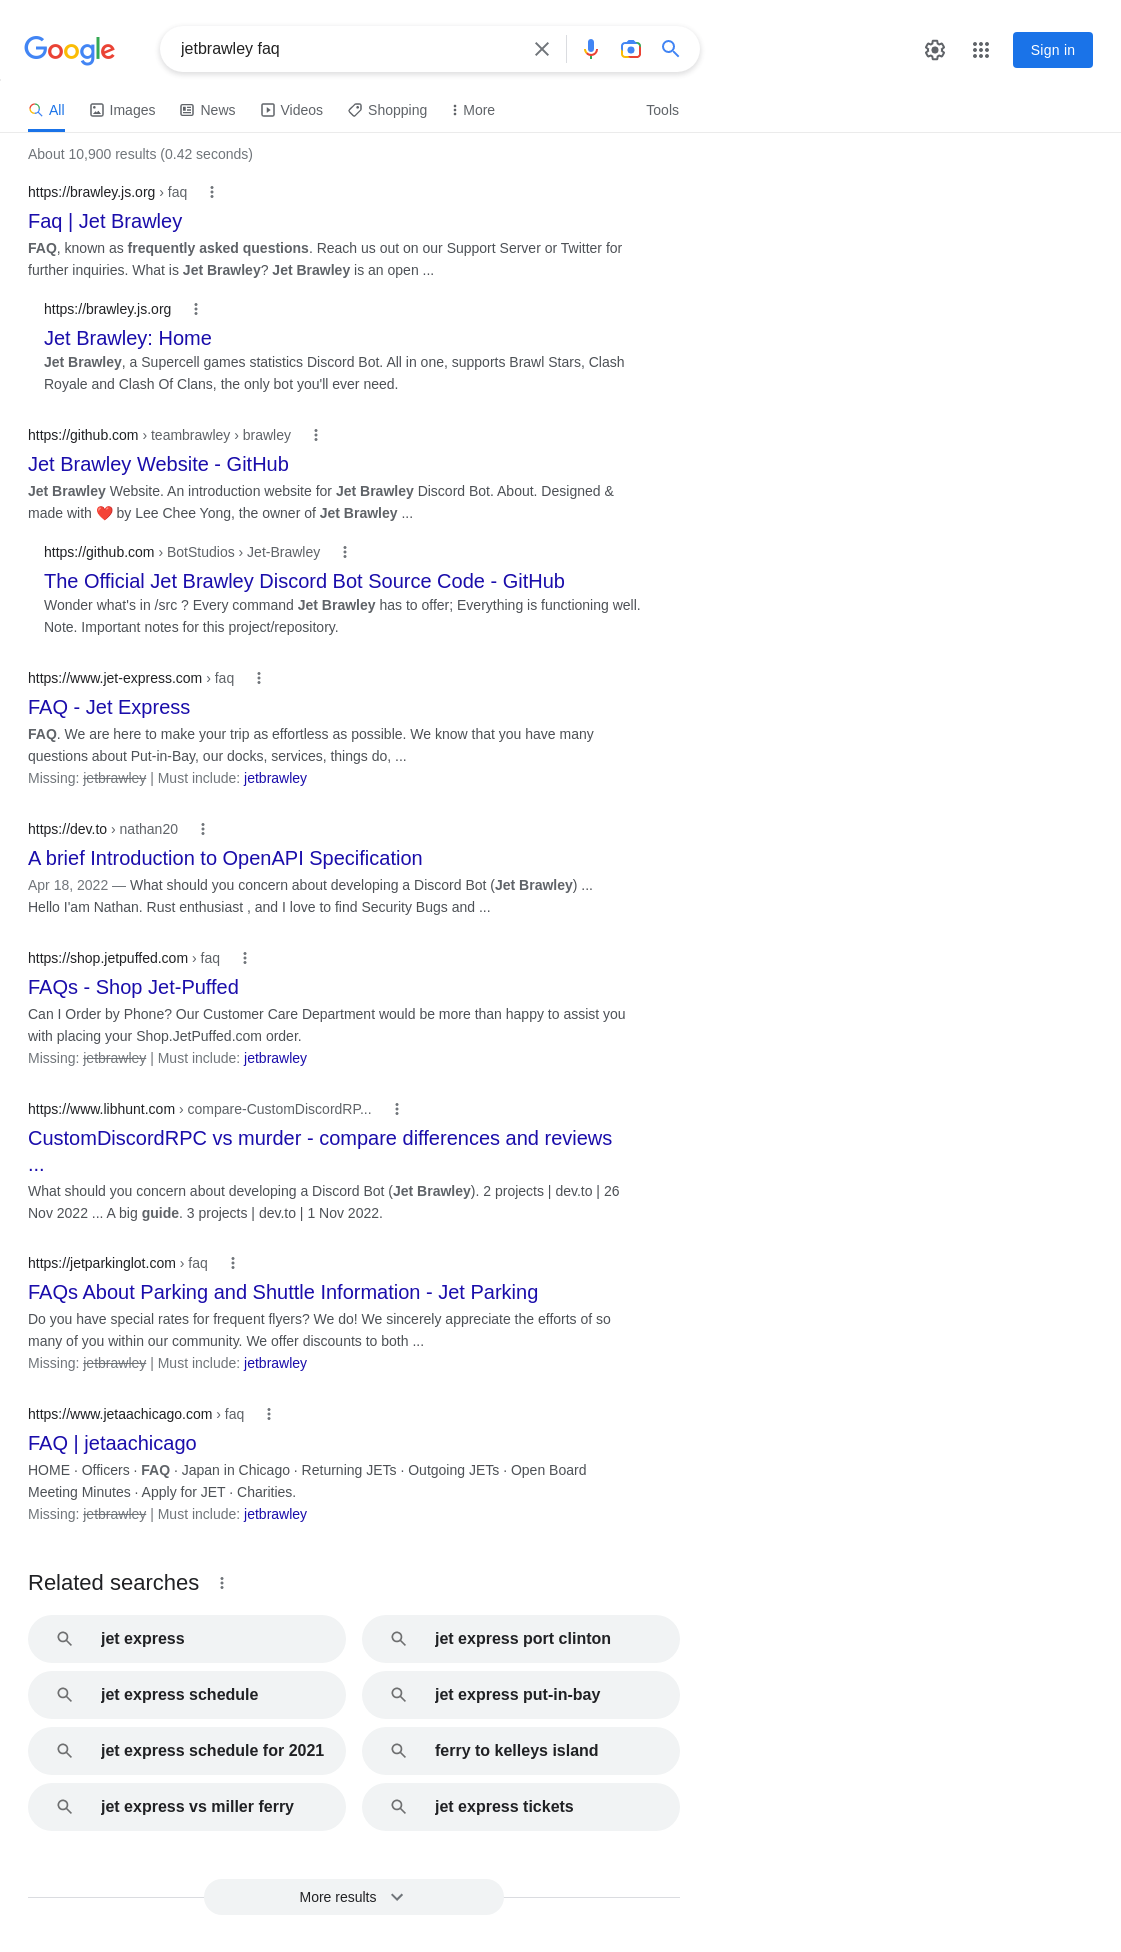 Google
jetbrawley faq
Sign in
All
Images
News
Videos
Shopping
More
Tools
About 10,900 results (0.42 seconds)
https://brawley.js.org › faq
Faq | Jet Brawley
FAQ, known as frequently asked questions. Reach us out on our Support Server or Twitter for
further inquiries. What is Jet Brawley? Jet Brawley is an open ...
https://brawley.js.org
Jet Brawley: Home
Jet Brawley, a Supercell games statistics Discord Bot. All in one, supports Brawl Stars, Clash
Royale and Clash Of Clans, the only bot you'll ever need.
https://github.com › teambrawley › brawley
Jet Brawley Website - GitHub
Jet Brawley Website. An introduction website for Jet Brawley Discord Bot. About. Designed &
made with ❤️ by Lee Chee Yong, the owner of Jet Brawley ...
https://github.com › BotStudios › Jet-Brawley
The Official Jet Brawley Discord Bot Source Code - GitHub
Wonder what's in /src ? Every command Jet Brawley has to offer; Everything is functioning well.
Note. Important notes for this project/repository.
https://www.jet-express.com › faq
FAQ - Jet Express
FAQ. We are here to make your trip as effortless as possible. We know that you have many
questions about Put-in-Bay, our docks, services, things do, ...
Missing: jetbrawley | Must include: jetbrawley
https://dev.to › nathan20
A brief Introduction to OpenAPI Specification
Apr 18, 2022 — What should you concern about developing a Discord Bot (Jet Brawley) ...
Hello I'am Nathan. Rust enthusiast , and I love to find Security Bugs and ...
https://shop.jetpuffed.com › faq
FAQs - Shop Jet-Puffed
Can I Order by Phone? Our Customer Care Department would be more than happy to assist you
with placing your Shop.JetPuffed.com order.
Missing: jetbrawley | Must include: jetbrawley
https://www.libhunt.com › compare-CustomDiscordRP...
CustomDiscordRPC vs murder - compare differences and reviews
...
What should you concern about developing a Discord Bot (Jet Brawley). 2 projects | dev.to | 26
Nov 2022 ... A big guide. 3 projects | dev.to | 1 Nov 2022.
https://jetparkinglot.com › faq
FAQs About Parking and Shuttle Information - Jet Parking
Do you have special rates for frequent flyers? We do! We sincerely appreciate the efforts of so
many of you within our community. We offer discounts to both ...
Missing: jetbrawley | Must include: jetbrawley
https://www.jetaachicago.com › faq
FAQ | jetaachicago
HOME · Officers · FAQ · Japan in Chicago · Returning JETs · Outgoing JETs · Open Board
Meeting Minutes · Apply for JET · Charities.
Missing: jetbrawley | Must include: jetbrawley
Related searches
jet express
jet express port clinton
jet express schedule
jet express put-in-bay
jet express schedule for 2021
ferry to kelleys island
jet express vs miller ferry
jet express tickets
More results